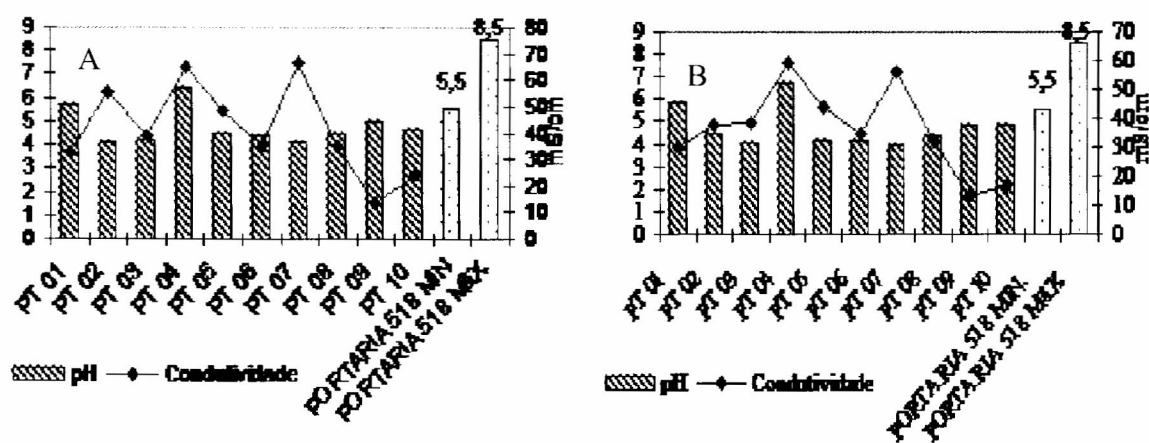 A
9
8
7
6
5
4
3
2
1
0
80
70
60
50
40
30
20
10
0
5,5
8,5
PT 01
PT 02
PT 03
PT 04
PT 05
PT 06
PT 07
PT 08
PT 09
PT 10
PORTARIA 518 MIN
PORTARIA 518 MAX
pH
Condutividade
B
9
8
7
6
5
4
3
2
1
0
70
60
50
40
30
20
10
0
5,5
8,5
PT 01
PT 02
PT 03
PT 04
PT 05
PT 06
PT 07
PT 08
PT 09
PT 10
PORTARIA 518 MIN.
PORTARIA 518 MAX
pH
Condutividade